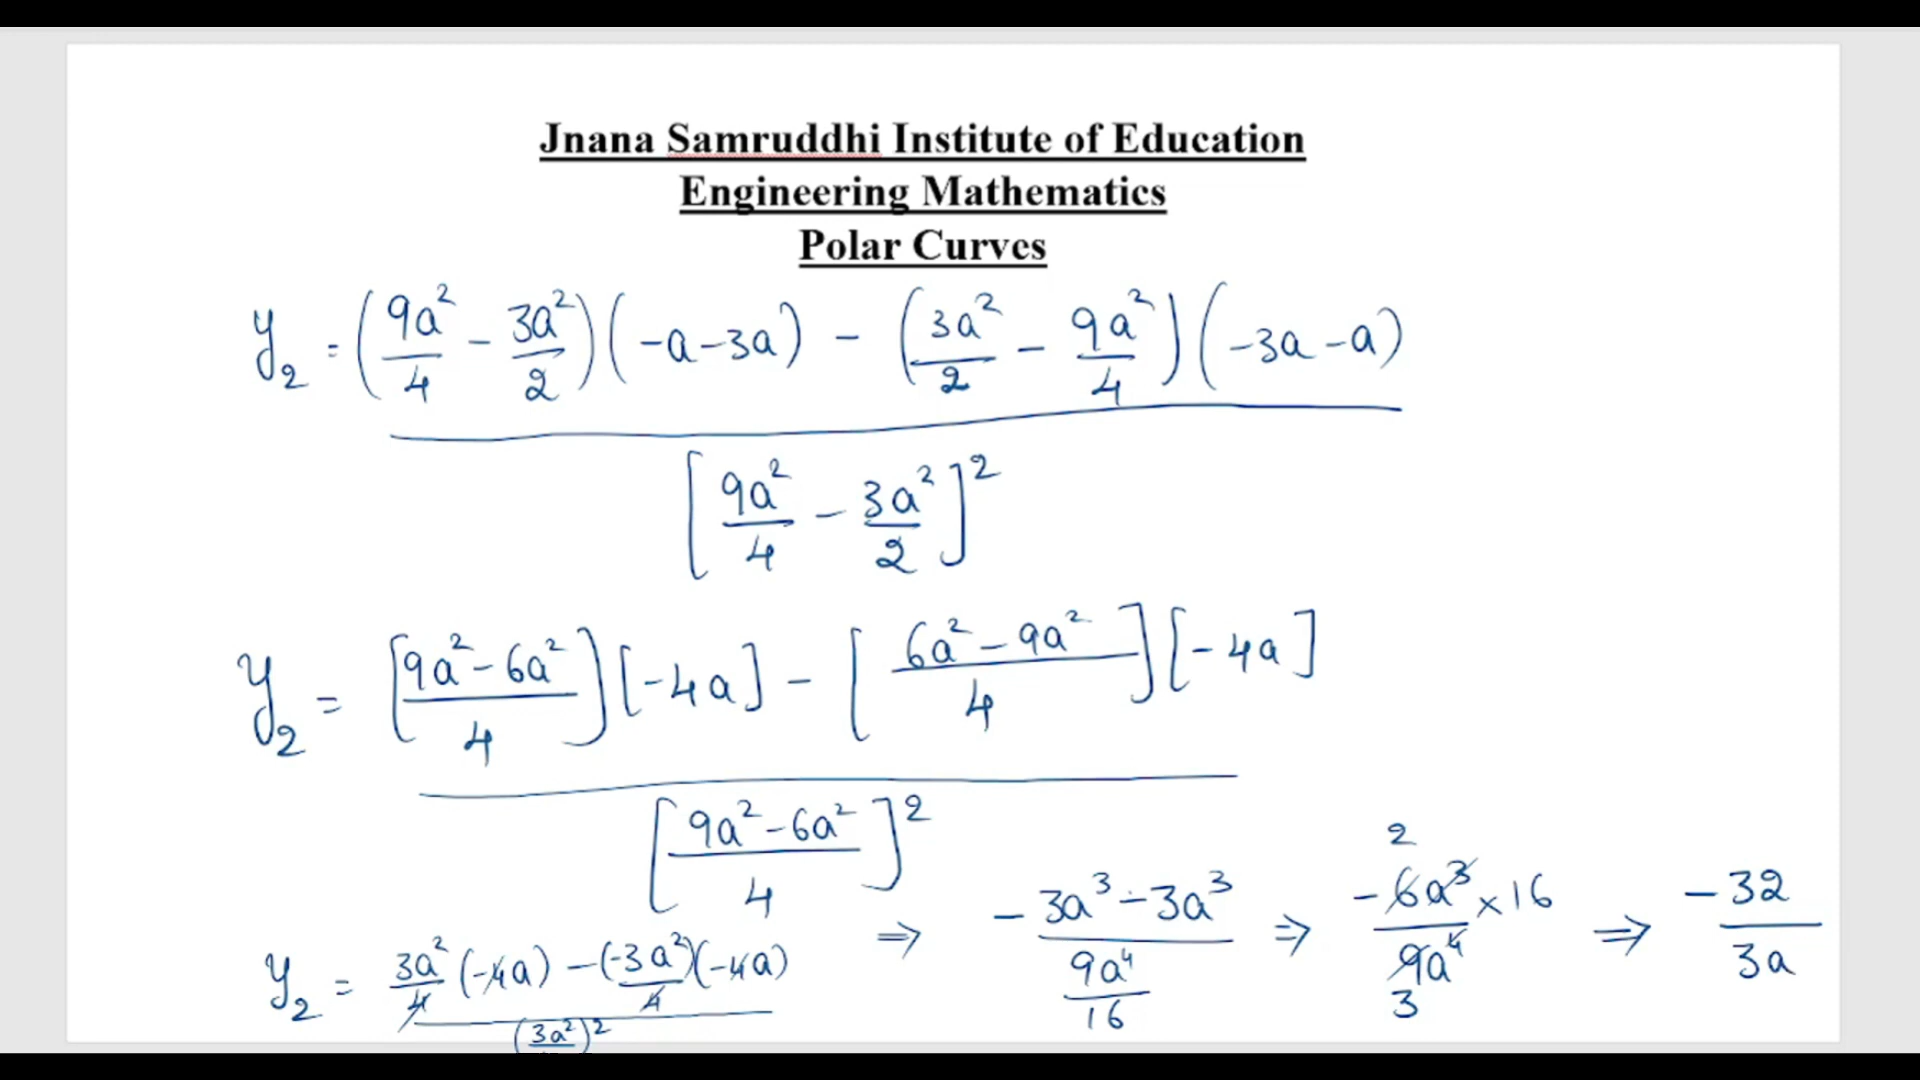 Jnana Samruddhi Institute of Education
Engineering Mathematics
Polar Curves
y₂ = (9a²/4 - 3a²/2)(-a-3a) - (3a²/2 - 9a²/4)(-3a-a)
[9a²/4 - 3a²/2]²
y₂ = [9a²-6a²/4][-4a] - [6a²-9a²/4][-4a]
[9a²-6a²/4]²
y₂ = 3a²/4 (-4a) - (-3a²/4)(-4a) ⇒ -3a³-3a³ ⇒ -6a³ × 16 ⇒ -32
(3a²)² 9a⁴/16 9a⁴ 3a
2
3